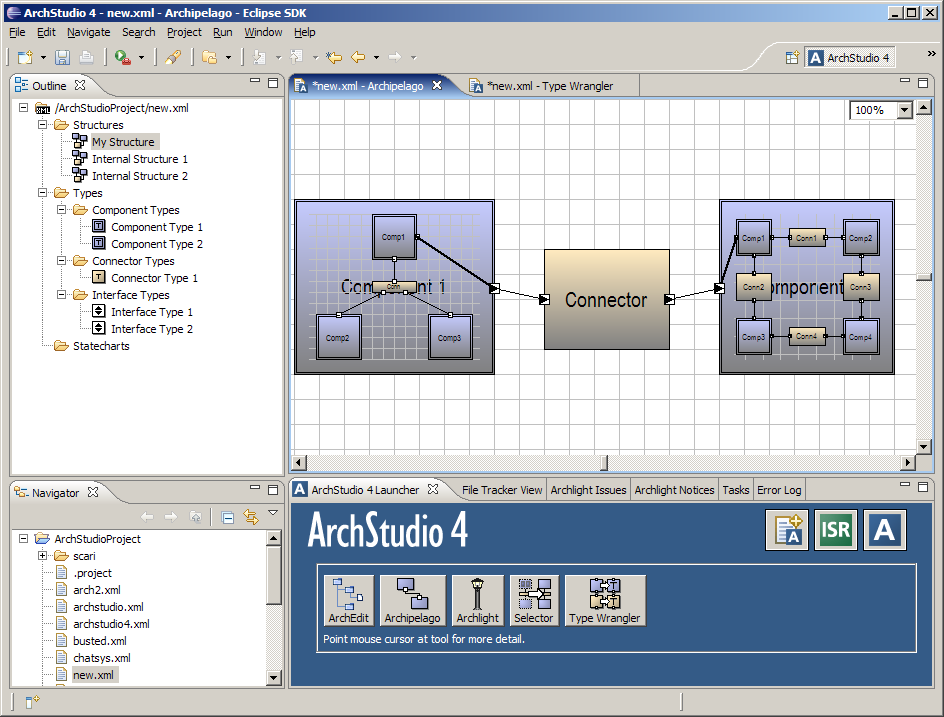 ArchStudio 4 - new.xml - Archipelago - Eclipse SDK
File Edit Navigate Search Project Run Window Help
ArchStudio 4
Outline
/ArchStudioProject/new.xml
Structures
My Structure
Internal Structure 1
Internal Structure 2
Types
Component Types
Component Type 1
Component Type 2
Connector Types
Connector Type 1
Interface Types
Interface Type 1
Interface Type 2
Statecharts
*new.xml - Archipelago
*new.xml - Type Wrangler
100%
Comp1
Conn
Comp2
Comp3
Connector
Comp1 Conn1 Comp2
Conn2 omponent Conn3
Comp3 Conn4 Comp4
Navigator
ArchStudioProject
scari
.project
arch2.xml
archstudio.xml
archstudio4.xml
busted.xml
chatsys.xml
new.xml
ArchStudio 4 Launcher File Tracker View Archlight Issues Archlight Notices Tasks Error Log
ArchStudio 4
A ISR A
ArchEdit Archipelago Archlight Selector Type Wrangler
Point mouse cursor at tool for more detail.